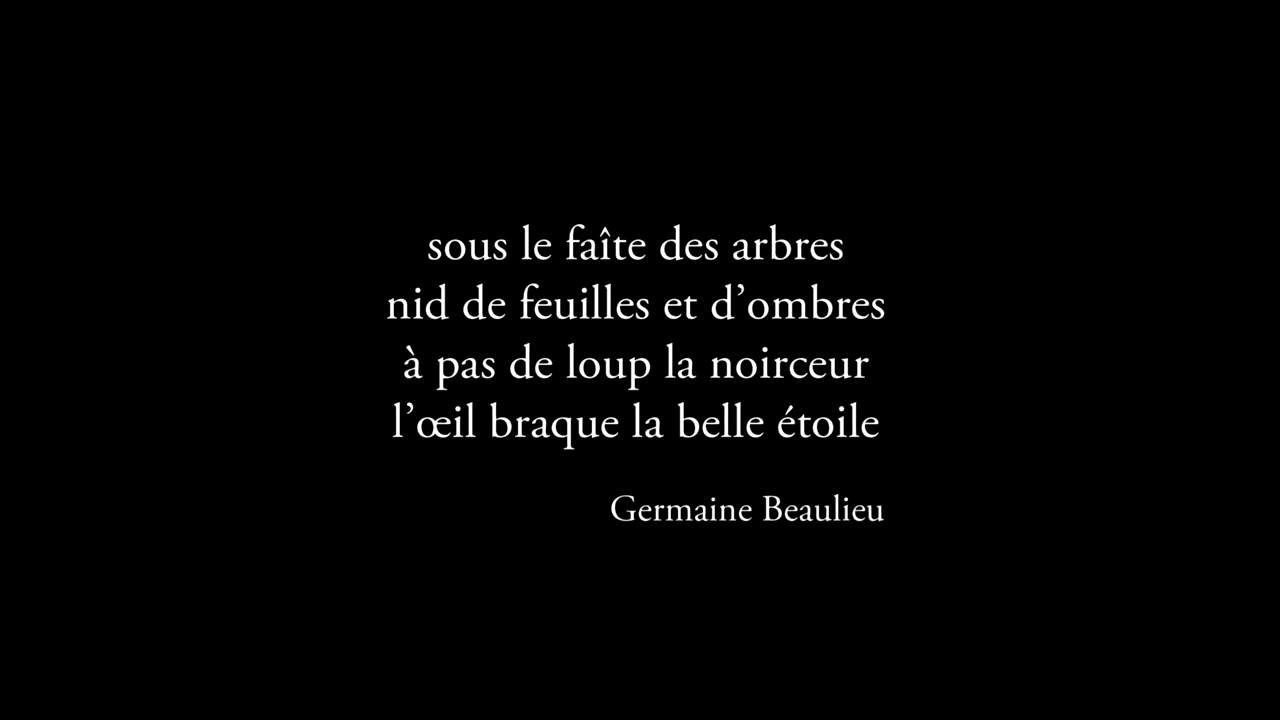 sous le faîte des arbres
nid de feuilles et d’ombres
à pas de loup la noirceur
l’œil braque la belle étoile
Germaine Beaulieu